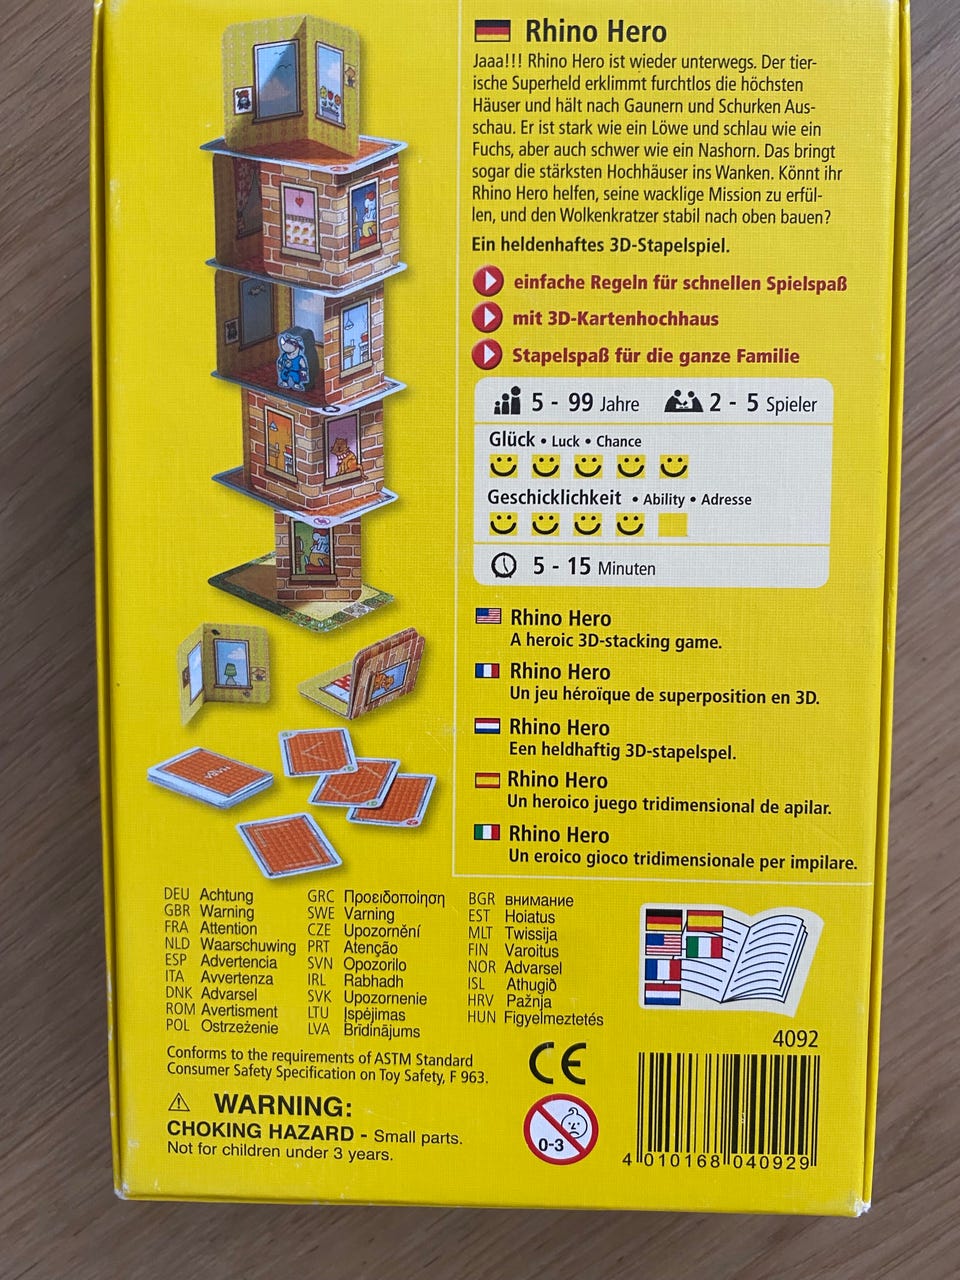 Rhino Hero
Jaaa!!! Rhino Hero ist wieder unterwegs. Der tier-
ische Superheld erklimmt furchtlos die höchsten
Häuser und hält nach Gaunern und Schurken Aus-
schau. Er ist stark wie ein Löwe und schlau wie ein
Fuchs, aber auch schwer wie ein Nashorn. Das bringt
sogar die stärksten Hochhäuser ins Wanken. Könnt ihr
Rhino Hero helfen, seine wacklige Mission zu erfül-
len, und den Wolkenkratzer stabil nach oben bauen?
Ein heldenhaftes 3D-Stapelspiel.
einfache Regeln für schnellen Spielspaß
mit 3D-Kartenhochhaus
Stapelspaß für die ganze Familie
5 - 99 Jahre 2 - 5 Spieler
Glück • Luck • Chance
Geschicklichkeit • Ability • Adresse
5 - 15 Minuten
Rhino Hero
A heroic 3D-stacking game.
Rhino Hero
Un jeu héroïque de superposition en 3D.
Rhino Hero
Een heldhaftig 3D-stapelspel.
Rhino Hero
Un heroico juego tridimensional de apilar.
Rhino Hero
Un eroico gioco tridimensionale per impilare.
DEU Achtung
GBR Warning
FRA Attention
NLD Waarschuwing
ESP Advertencia
ITA Avvertenza
DNK Advarsel
ROM Avertisment
POL Ostrzeżenie
GRC Προειδοποίηση
SWE Varning
CZE Upozornění
PRT Atenção
SVN Opozorilo
IRL Rabhadh
SVK Upozornenie
LTU Įspėjimas
LVA Brīdinājums
BGR внимание
EST Hoiatus
MLT Twissija
FIN Varoitus
NOR Advarsel
ISL Athugið
HRV Pažnja
HUN Figyelmeztetés
Conforms to the requirements of ASTM Standard
Consumer Safety Specification on Toy Safety, F 963.
CE
WARNING:
CHOKING HAZARD - Small parts.
Not for children under 3 years.
0-3
4092
4 010168 040929